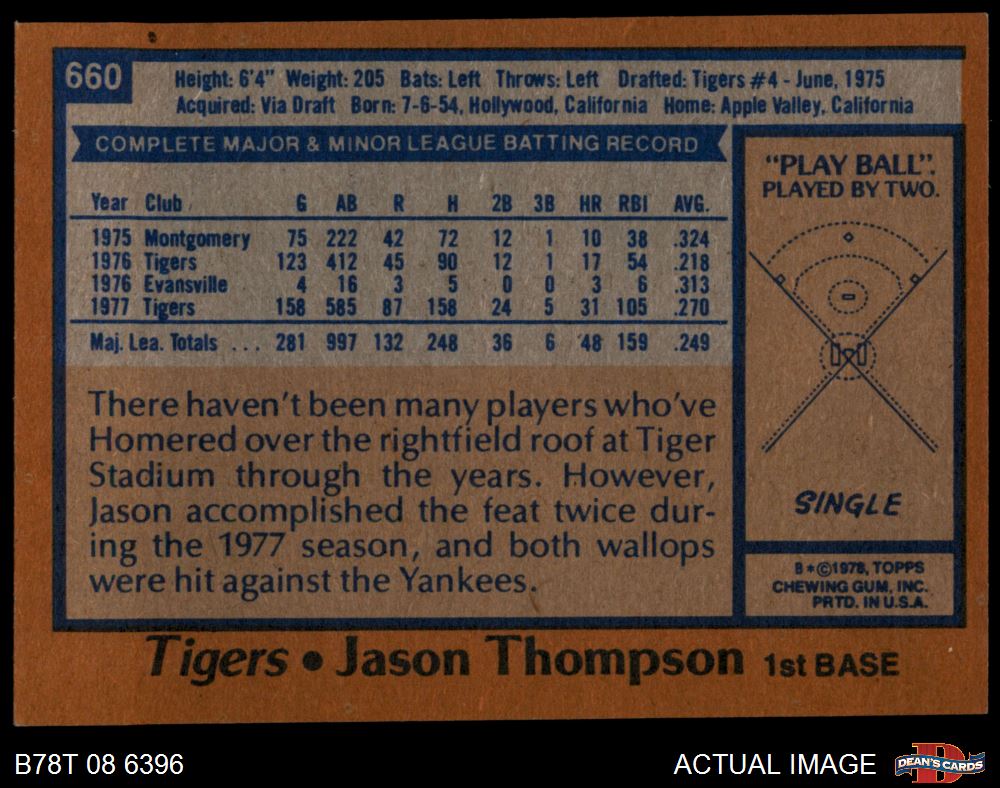 660
Height: 6'4" Weight: 205 Bats: Left Throws: Left Drafted: Tigers #4 - June, 1975
Acquired: Via Draft Born: 7-6-54, Hollywood, California Home: Apple Valley, California
COMPLETE MAJOR & MINOR LEAGUE BATTING RECORD
Year Club G AB R H 2B 3B HR RBI AVG.
1975 Montgomery 75 222 42 72 12 1 10 38 .324
1976 Tigers 123 412 45 90 12 1 17 54 .218
1976 Evansville 4 16 3 5 0 0 3 6 .313
1977 Tigers 158 585 87 158 24 5 31 105 .270
Maj. Lea. Totals ... 281 997 132 248 36 6 48 159 .249
There haven't been many players who've
Homered over the rightfield roof at Tiger
Stadium through the years. However,
Jason accomplished the feat twice dur-
ing the 1977 season, and both wallops
were hit against the Yankees.
"PLAY BALL".
PLAYED BY TWO.
SINGLE
B*©1978, TOPPS
CHEWING GUM, INC.
PRTD. IN U.S.A.
Tigers • Jason Thompson 1st BASE
B78T 08 6396
ACTUAL IMAGE
D
DEAN'S CARDS